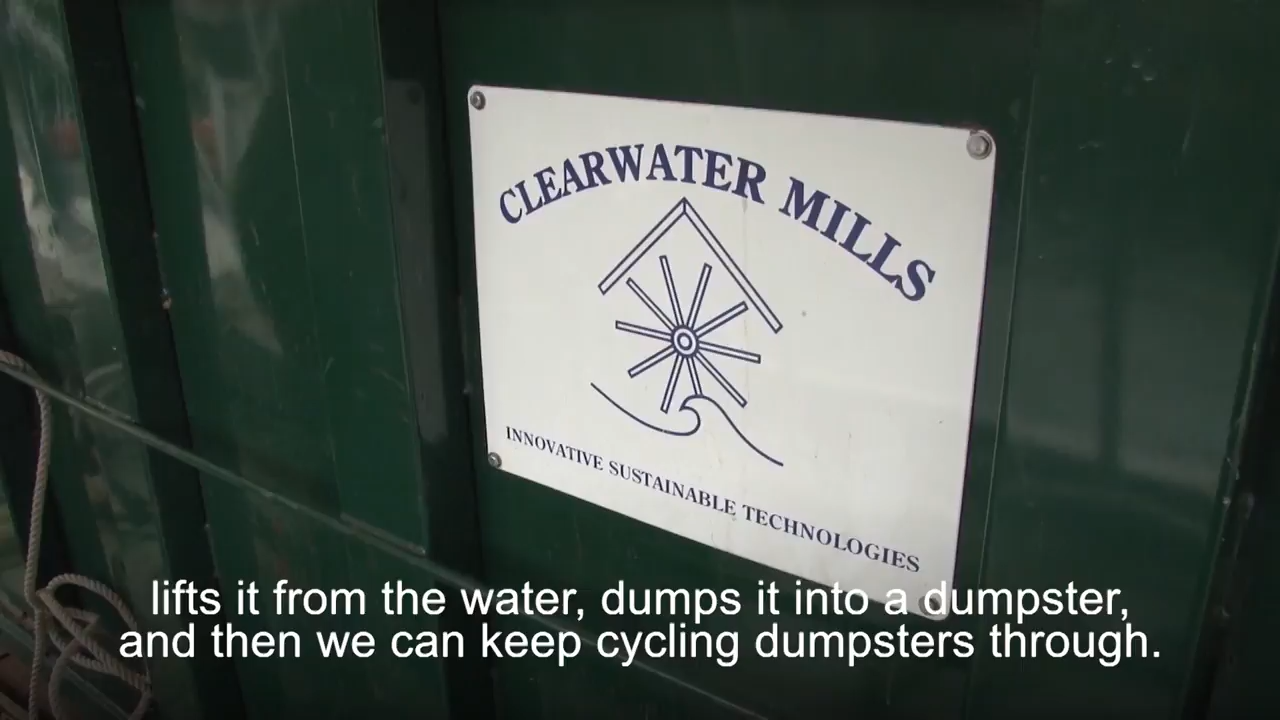 CLEARWATER MILLS
INNOVATIVE SUSTAINABLE TECHNOLOGIES
lifts it from the water, dumps it into a dumpster,
and then we can keep cycling dumpsters through.